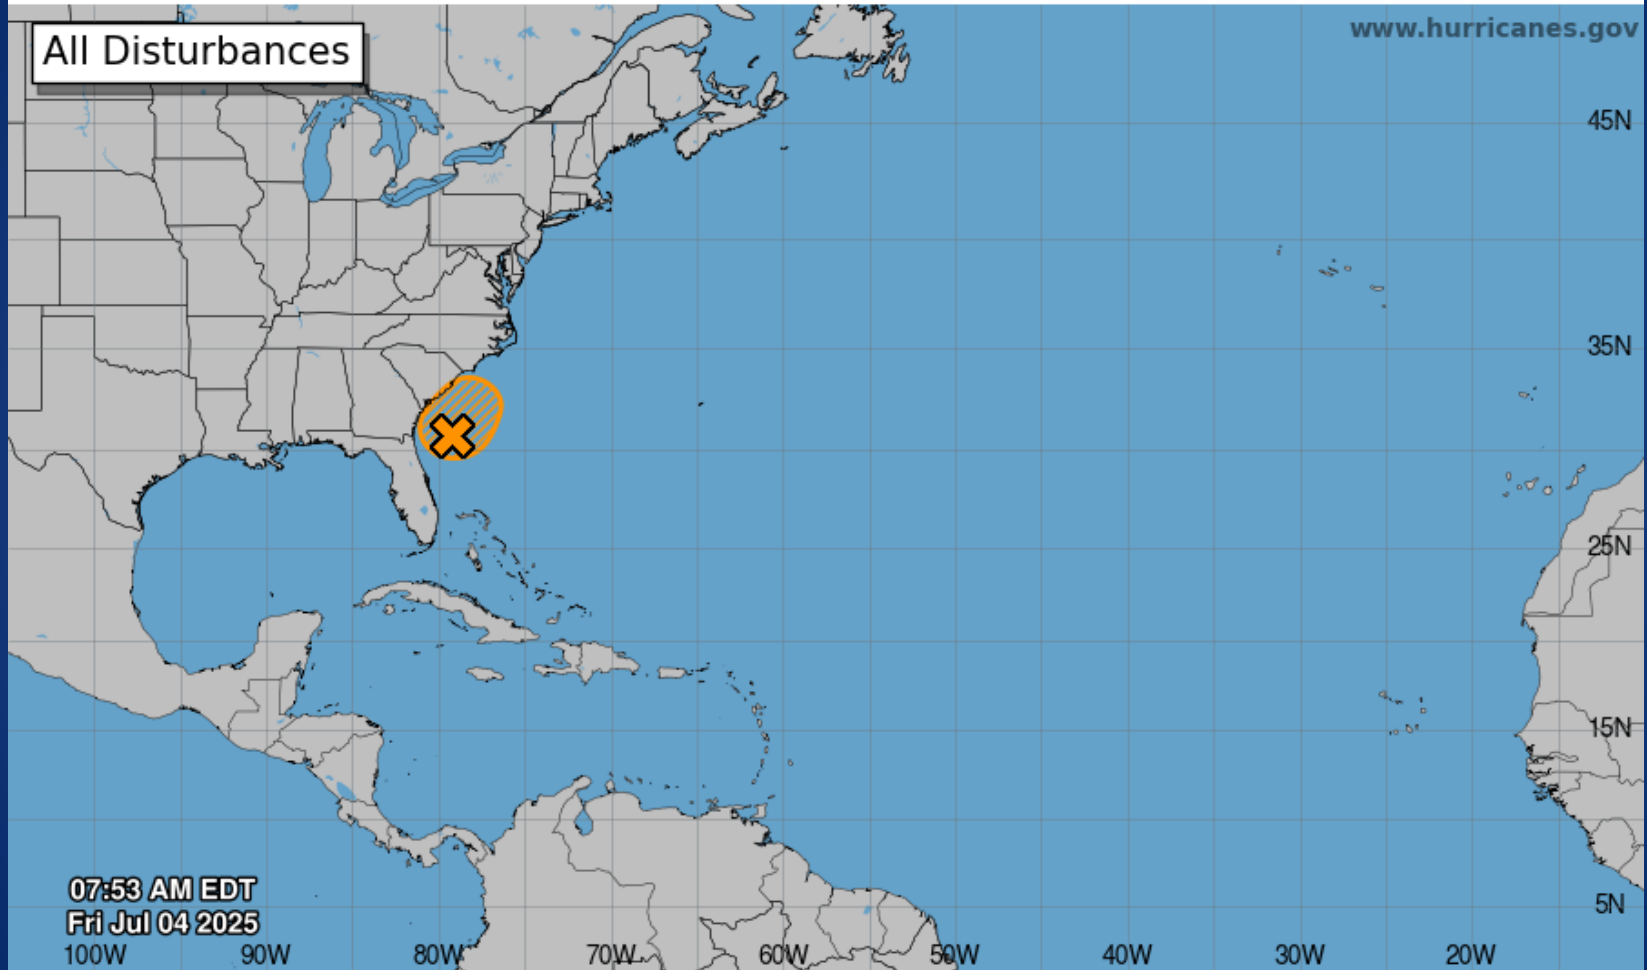 All Disturbances
www.hurricanes.gov
45N
35N
25N
15N
5N
07:53 AM EDT
Fri Jul 04 2025
100W 90W 80W 70W 60W 50W 40W 30W 20W